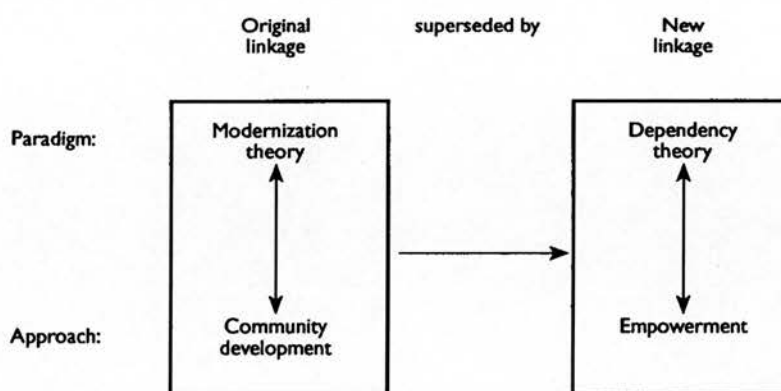 Original superseded by New
linkage linkage
Paradigm: Modernization Dependency
theory theory
Approach: Community Empowerment
development